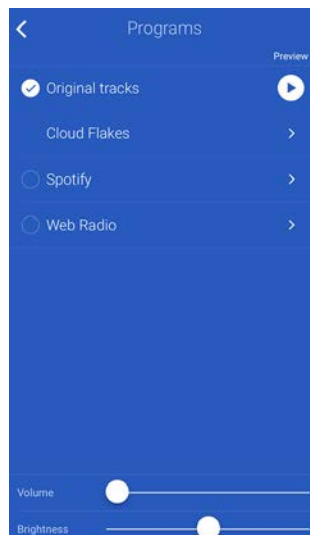 Programs
Preview
Original tracks
Cloud Flakes
Spotify
Web Radio
Volume
Brightness